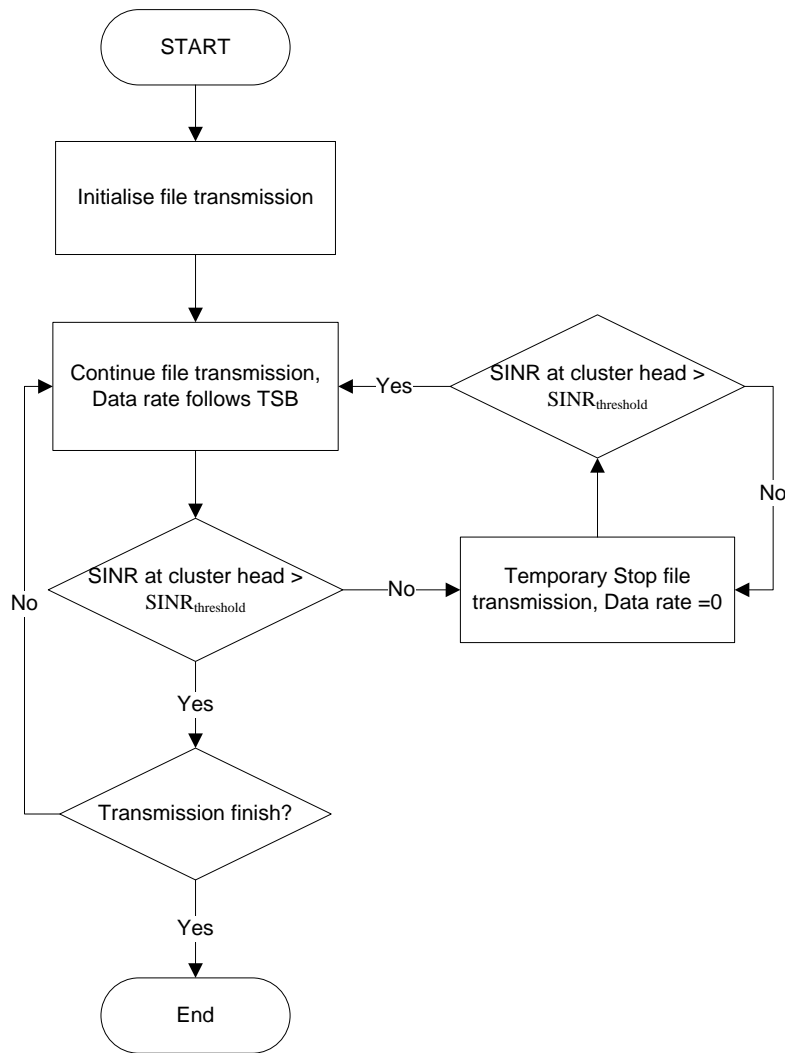 START
Initialise file transmission
Continue file transmission,
Data rate follows TSB
Yes
SINR at cluster head >
SINRthreshold
No
SINR at cluster head >
SINRthreshold
No
Temporary Stop file
transmission, Data rate =0
No
Yes
Transmission finish?
Yes
End